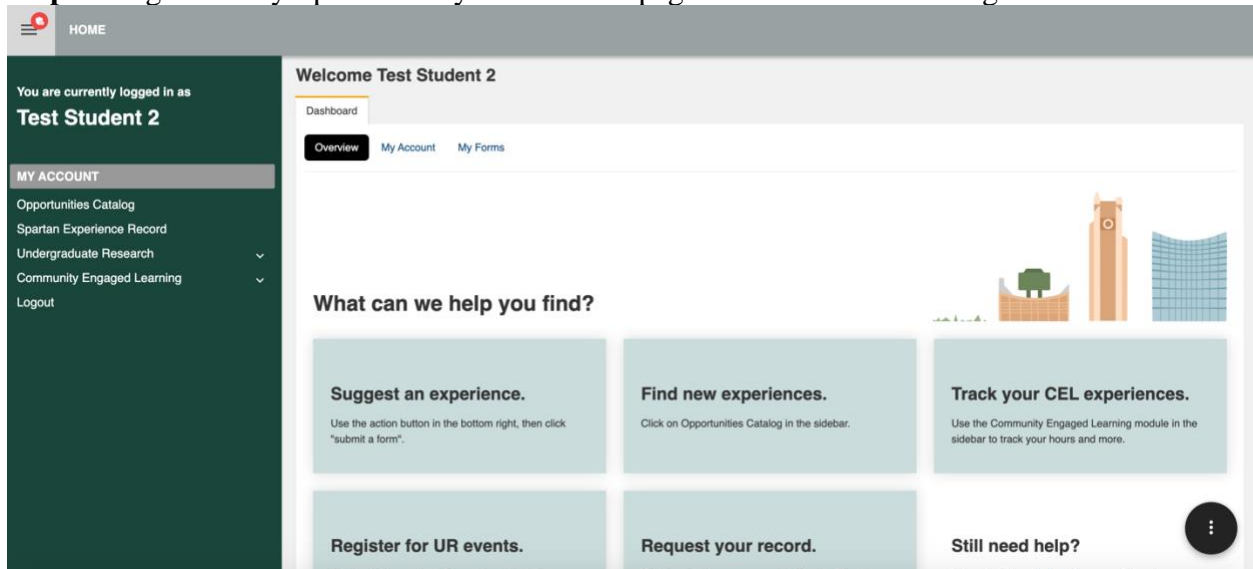 HOME
You are currently logged in as
Test Student 2
MY ACCOUNT
Opportunities Catalog
Spartan Experience Record
Undergraduate Research
Community Engaged Learning
Logout
Welcome Test Student 2
Dashboard
Overview My Account My Forms
What can we help you find?
Suggest an experience.
Use the action button in the bottom right, then click
"submit a form".
Find new experiences.
Click on Opportunities Catalog in the sidebar.
Track your CEL experiences.
Use the Community Engaged Learning module in the
sidebar to track your hours and more.
Register for UR events.
Request your record.
Still need help?